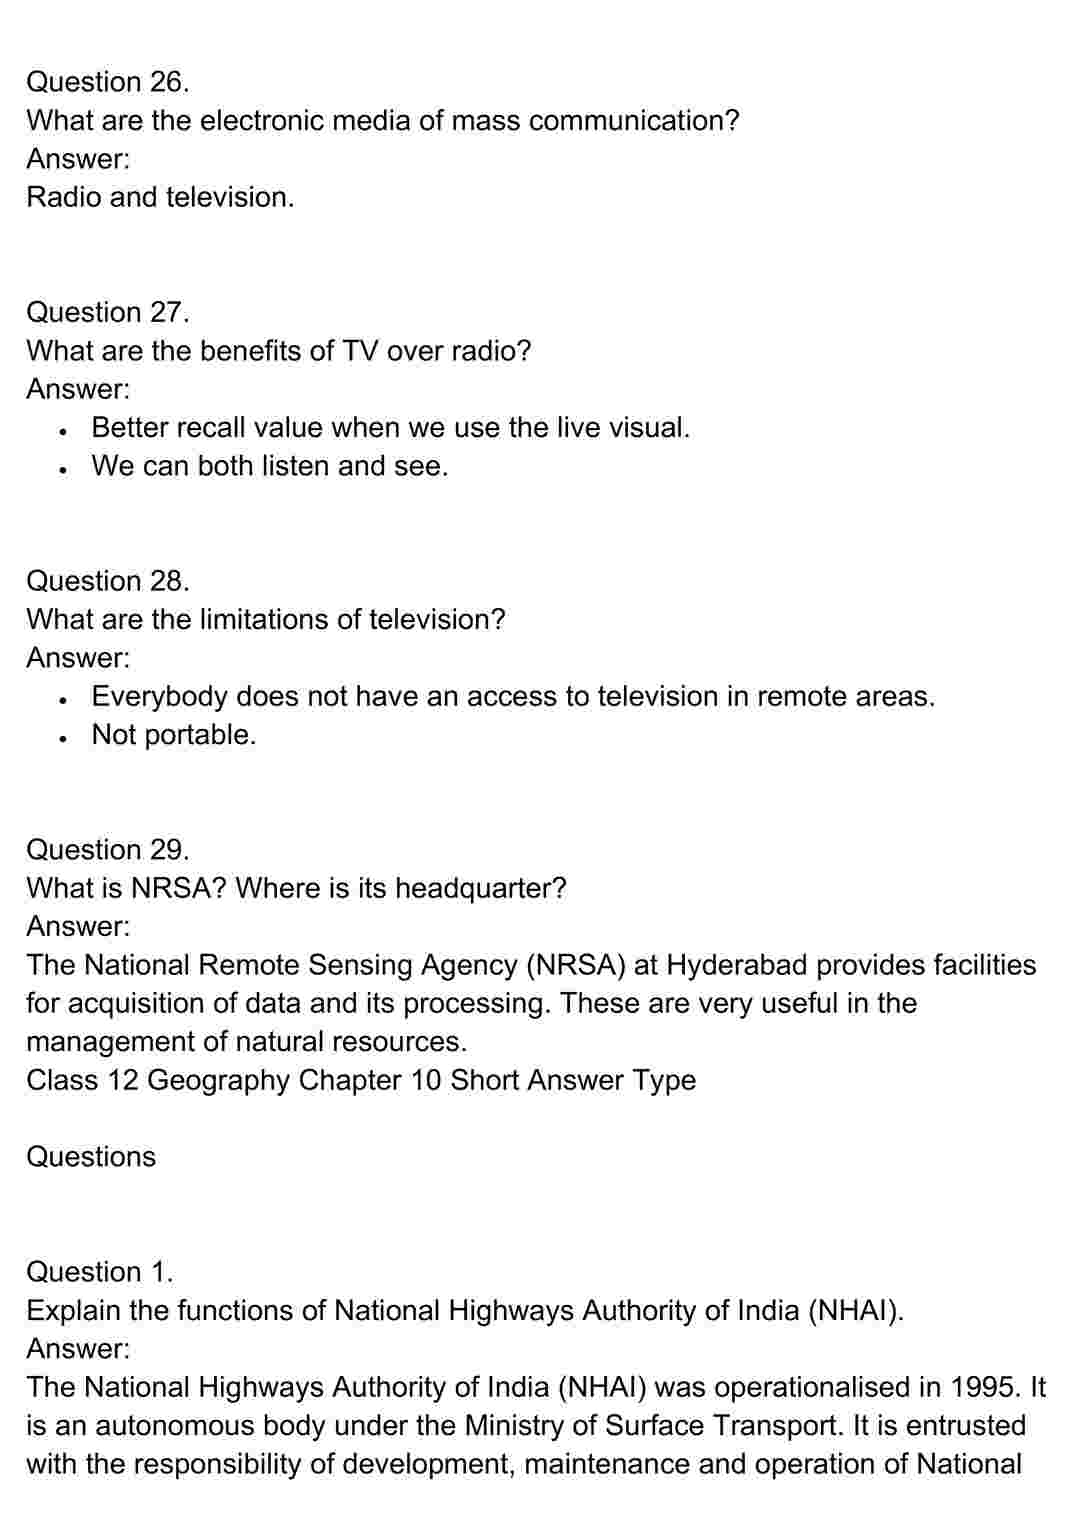 Question 26.
What are the electronic media of mass communication?
Answer:
Radio and television.
Question 27.
What are the benefits of TV over radio?
Answer:
• Better recall value when we use the live visual.
• We can both listen and see.
Question 28.
What are the limitations of television?
Answer:
• Everybody does not have an access to television in remote areas.
• Not portable.
Question 29.
What is NRSA? Where is its headquarter?
Answer:
The National Remote Sensing Agency (NRSA) at Hyderabad provides facilities
for acquisition of data and its processing. These are very useful in the
management of natural resources.
Class 12 Geography Chapter 10 Short Answer Type
Questions
Question 1.
Explain the functions of National Highways Authority of India (NHAI).
Answer:
The National Highways Authority of India (NHAI) was operationalised in 1995. It
is an autonomous body under the Ministry of Surface Transport. It is entrusted
with the responsibility of development, maintenance and operation of National